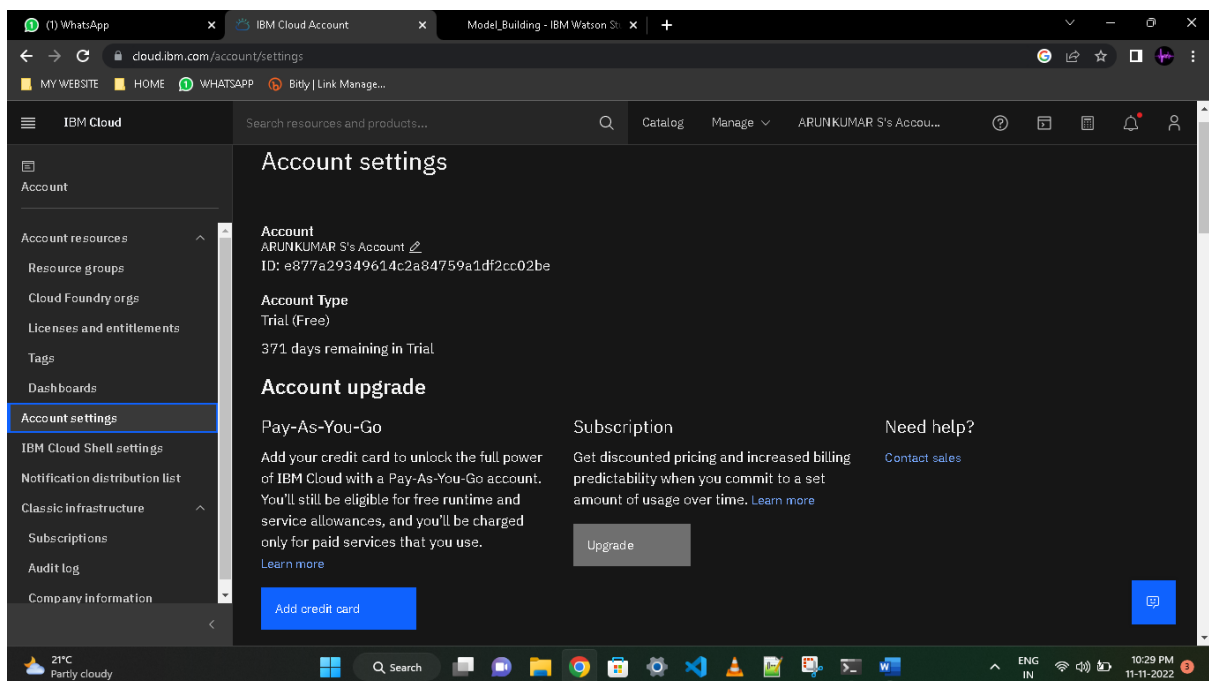 (1) WhatsApp
IBM Cloud Account
Model_Building - IBM Watson Stu
cloud.ibm.com/account/settings
MY WEBSITE
HOME
WHATSAPP
Bitly | Link Manage...
IBM Cloud
Search resources and products...
Catalog
Manage
ARUNKUMAR S's Accou...
Account
Account resources
Resource groups
Cloud Foundry orgs
Licenses and entitlements
Tags
Dashboards
Account settings
IBM Cloud Shell settings
Notification distribution list
Classic infrastructure
Subscriptions
Audit log
Company information
Account settings
Account
ARUNKUMAR S's Account
ID: e877a29349614c2a84759a1df2cc02be
Account Type
Trial (Free)
371 days remaining in Trial
Account upgrade
Pay-As-You-Go
Add your credit card to unlock the full power
of IBM Cloud with a Pay-As-You-Go account.
You'll still be eligible for free runtime and
service allowances, and you'll be charged
only for paid services that you use.
Learn more
Add credit card
Subscription
Get discounted pricing and increased billing
predictability when you commit to a set
amount of usage over time. Learn more
Upgrade
Need help?
Contact sales
21°C
Partly cloudy
Search
ENG
IN
10:29 PM
11-11-2022
3